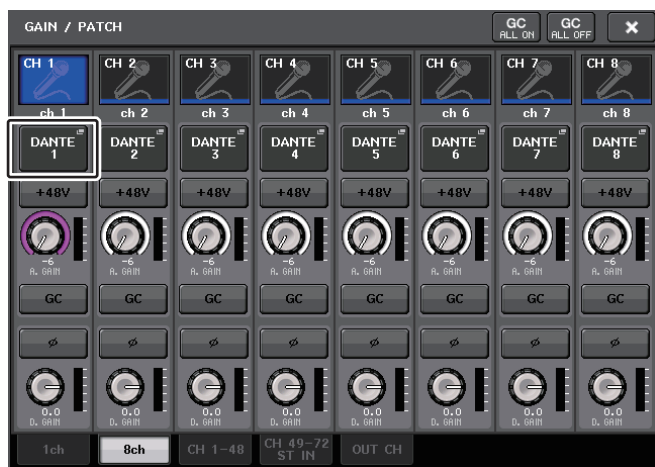 GAIN / PATCH GC ALL ON GC ALL OFF ×
CH 1 CH 2 CH 3 CH 4 CH 5 CH 6 CH 7 CH 8
ch 1 ch 2 ch 3 ch 4 ch 5 ch 6 ch 7 ch 8
DANTE 1 DANTE 2 DANTE 3 DANTE 4 DANTE 5 DANTE 6 DANTE 7 DANTE 8
+48V +48V +48V +48V +48V +48V +48V +48V
-6 -6 -6 -6 -6 -6 -6 -6
A. GAIN A. GAIN A. GAIN A. GAIN A. GAIN A. GAIN A. GAIN A. GAIN
GC GC GC GC GC GC GC GC
ø ø ø ø ø ø ø ø
0.0 0.0 0.0 0.0 0.0 0.0 0.0 0.0
D. GAIN D. GAIN D. GAIN D. GAIN D. GAIN D. GAIN D. GAIN D. GAIN
1ch 8ch CH 1-48 CH 49-72 ST IN OUT CH